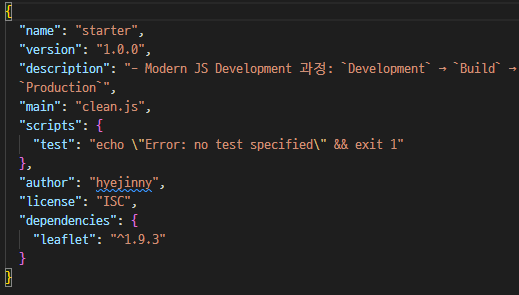 {
"name": "starter",
"version": "1.0.0",
"description": "- Modern JS Development 과정: `Development` → `Build` →
`Production`",
"main": "clean.js",
"scripts": {
"test": "echo \"Error: no test specified\" && exit 1"
},
"author": "hyejinny",
"license": "ISC",
"dependencies": {
"leaflet": "^1.9.3"
}
}